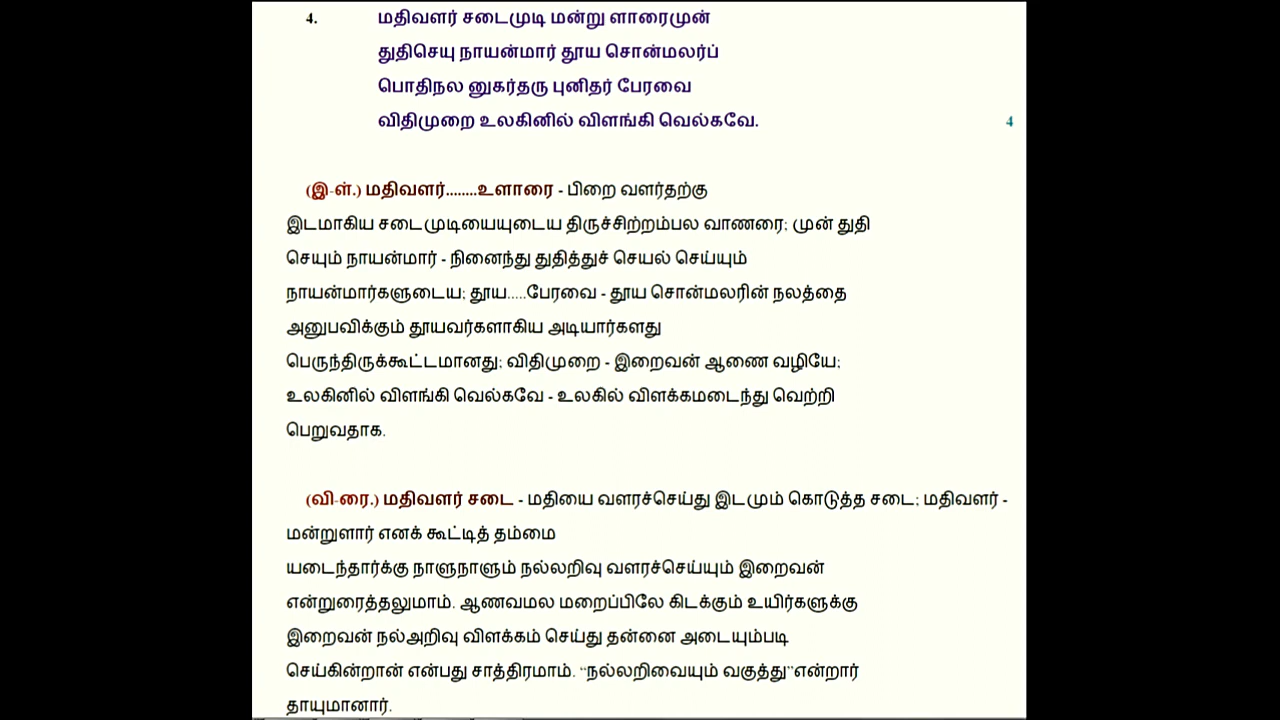 4. மதிவளர் சடைமுடி மன்று ளாரைமுன்
துதிசெயு நாயன்மார் தூய சொன்மலர்ப்
பொதிநல னுகர்தரு புனிதர் பேரவை
விதிமுறை உலகினில் விளங்கி வெல்கவே. 4
(இ-ள்.) மதிவளர்........உளாரை - பிறை வளர்தற்கு
இடமாகிய சடைமுடியையுடைய திருச்சிற்றம்பல வாணரை; முன் துதி
செயும் நாயன்மார் - நினைந்து துதித்துச் செயல் செய்யும்
நாயன்மார்களுடைய; தூய.....பேரவை - தூய சொன்மலரின் நலத்தை
அனுபவிக்கும் தூயவர்களாகிய அடியார்களது
பெருந்திருக்கூட்டமானது; விதிமுறை - இறைவன் ஆணை வழியே;
உலகினில் விளங்கி வெல்கவே - உலகில் விளக்கமடைந்து வெற்றி
பெறுவதாக.
(வி-ரை.) மதிவளர் சடை - மதியை வளரச்செய்து இடமும் கொடுத்த சடை; மதிவளர் -
மன்றுளார் எனக் கூட்டித் தம்மை
யடைந்தார்க்கு நாளுநாளும் நல்லறிவு வளரச்செய்யும் இறைவன்
என்றுரைத்தலுமாம். ஆணவமல மறைப்பிலே கிடக்கும் உயிர்களுக்கு
இறைவன் நல்அறிவு விளக்கம் செய்து தன்னை அடையும்படி
செய்கின்றான் என்பது சாத்திரமாம். “நல்லறிவையும் வகுத்து”என்றார்
தாயுமானார்.